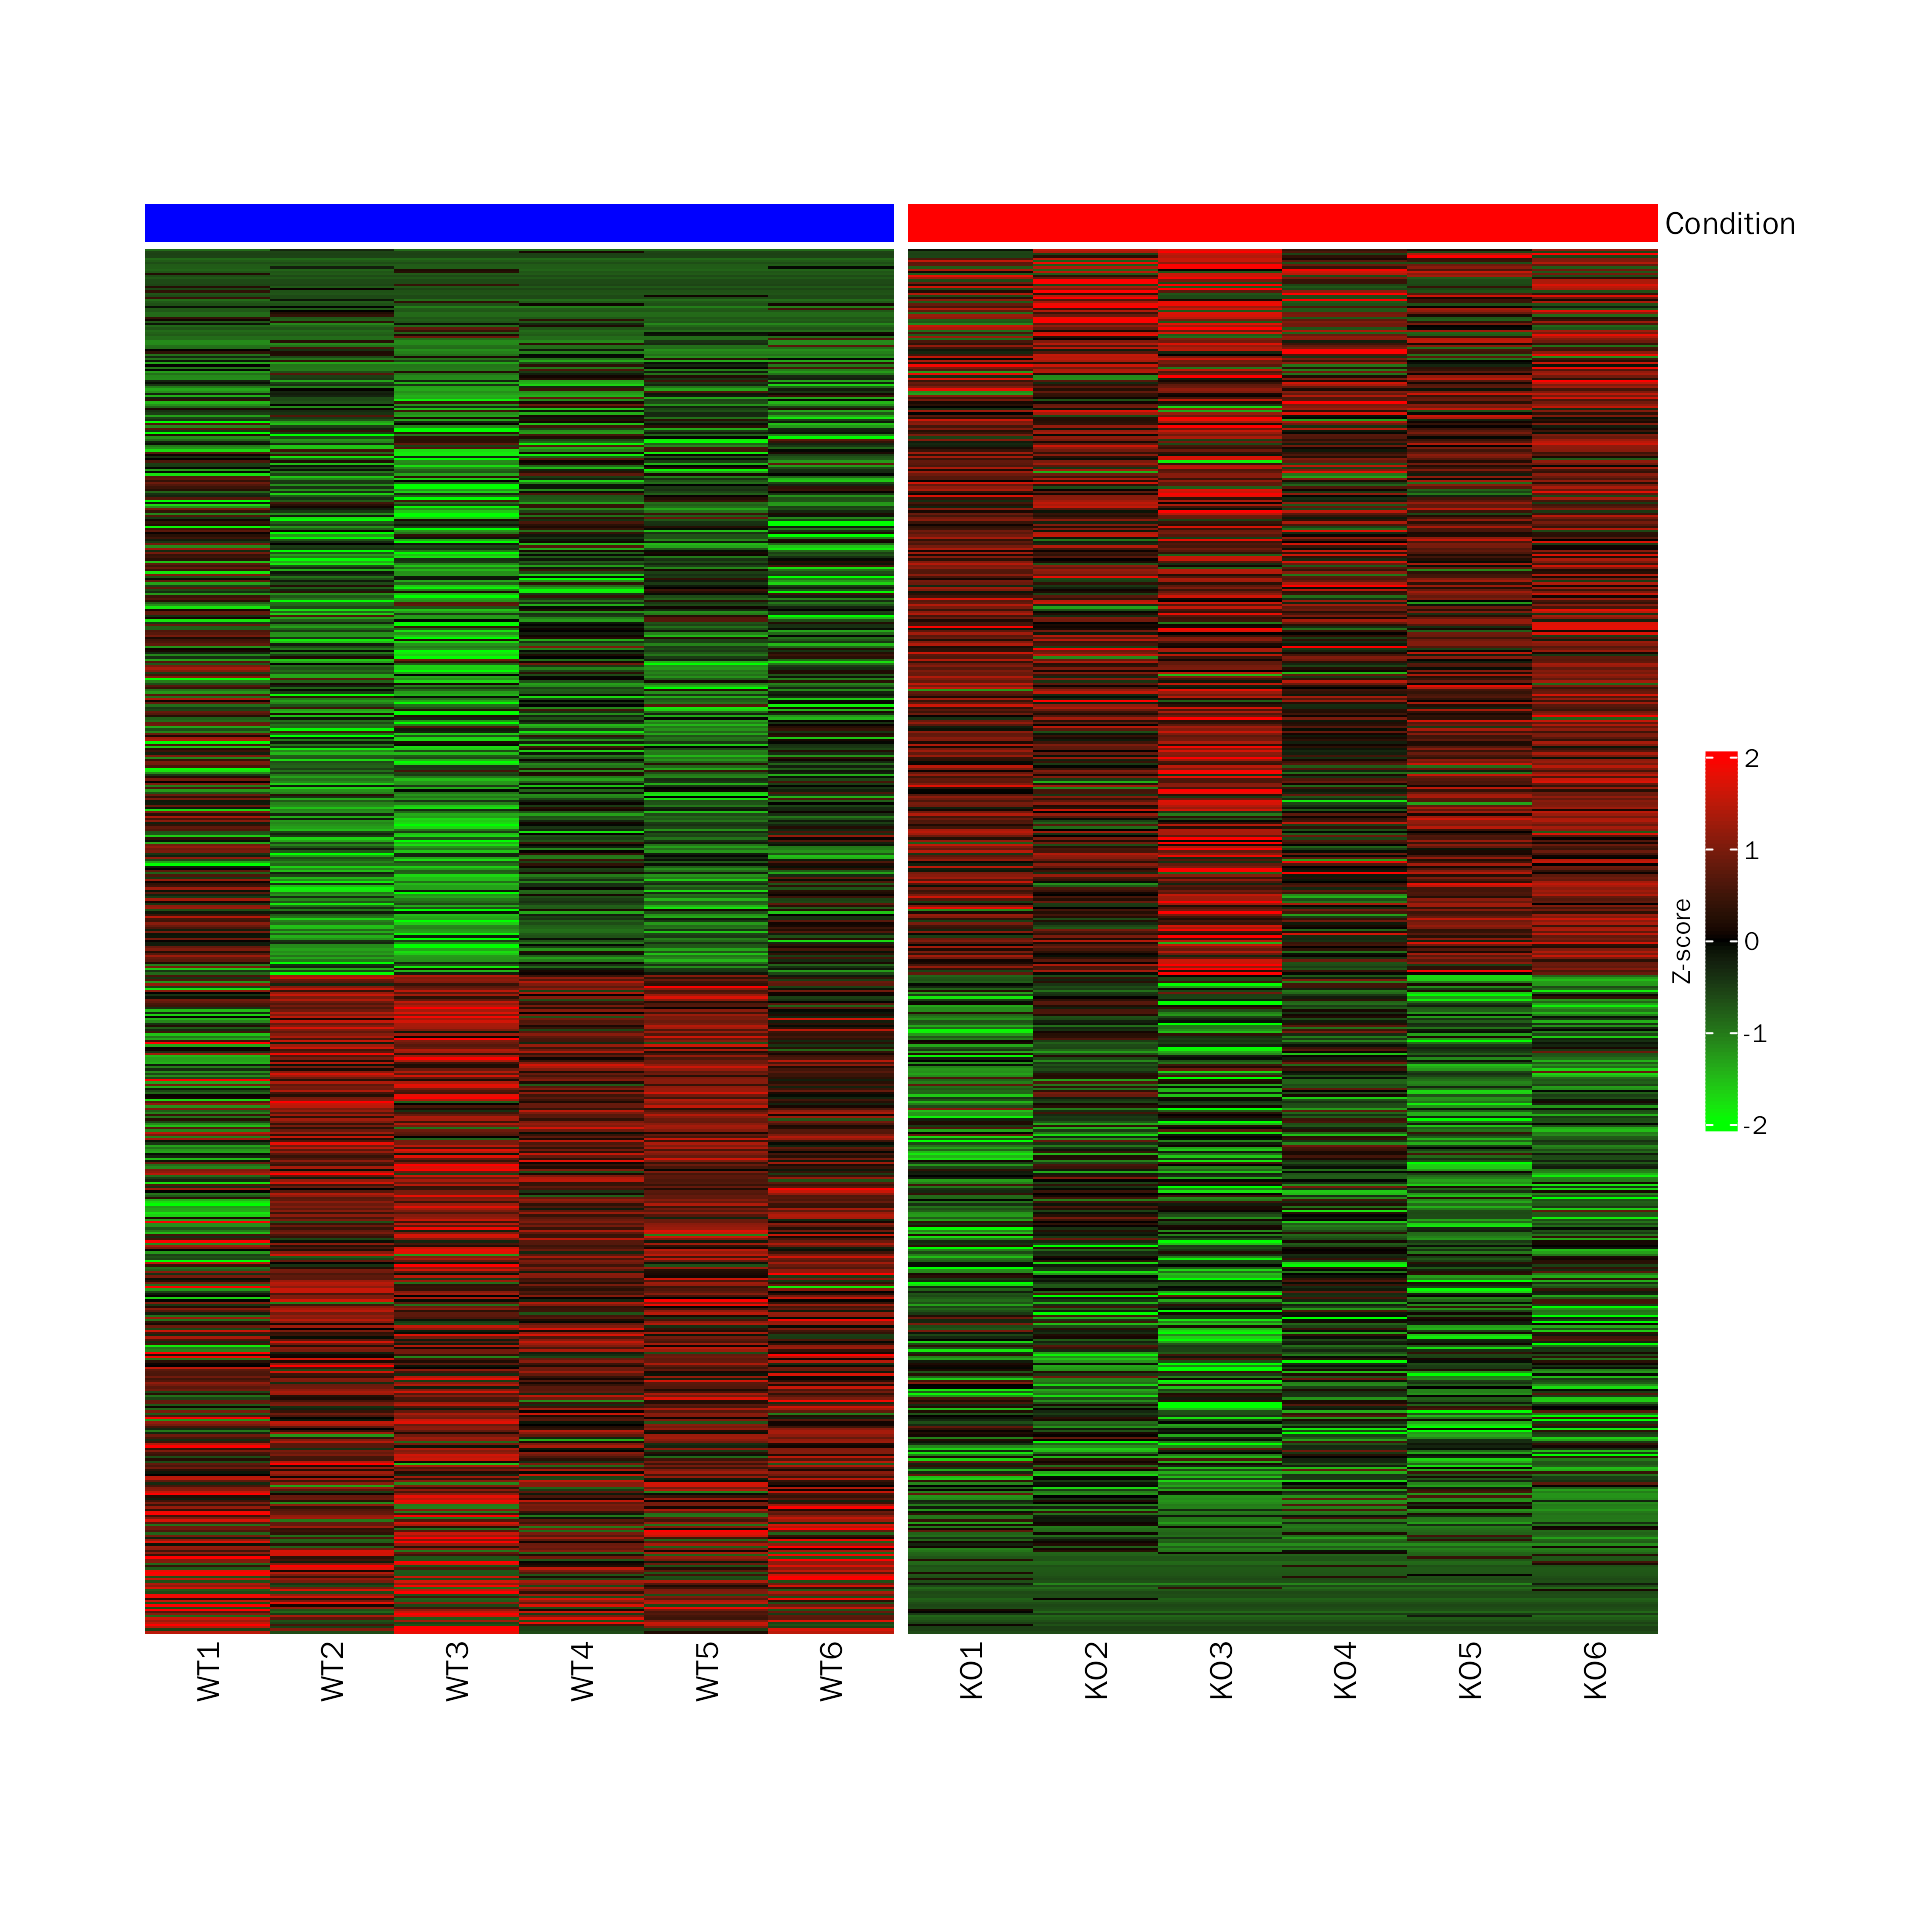 Condition
2
1
0
-1
-2
Z-score
WT1
WT2
WT3
WT4
WT5
WT6
KO1
KO2
KO3
KO4
KO5
KO6